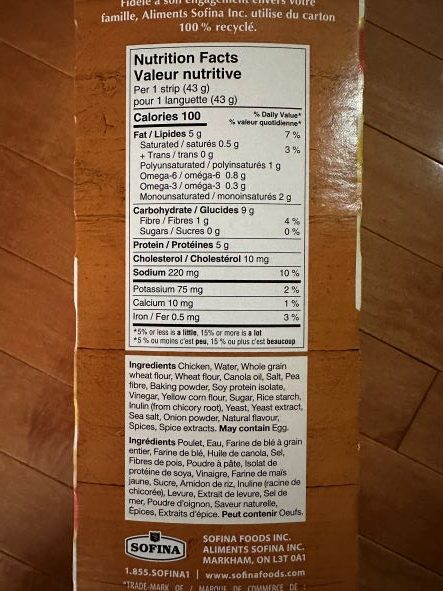 Fidèle à son engagement envers votre
famille, Aliments Sofina Inc. utilise du carton
100 % recyclé.
Nutrition Facts
Valeur nutritive
Per 1 strip (43 g)
pour 1 languette (43 g)
Calories 100
% Daily Value*
% valeur quotidienne*
Fat / Lipides 5 g 7 %
Saturated / saturés 0.5 g
+ Trans / trans 0 g 3 %
Polyunsaturated / polyinsaturés 1 g
Omega-6 / oméga-6 0.8 g
Omega-3 / oméga-3 0.3 g
Monounsaturated / monoinsaturés 2 g
Carbohydrate / Glucides 9 g
Fibre / Fibres 1 g 4 %
Sugars / Sucres 0 g 0 %
Protein / Protéines 5 g
Cholesterol / Cholestérol 10 mg
Sodium 220 mg 10 %
Potassium 75 mg 2 %
Calcium 10 mg 1 %
Iron / Fer 0.5 mg 3 %
*5% or less is a little, 15% or more is a lot
*5 % ou moins c'est peu, 15 % ou plus c'est beaucoup
Ingredients Chicken, Water, Whole grain
wheat flour, Wheat flour, Canola oil, Salt, Pea
fibre, Baking powder, Soy protein isolate,
Vinegar, Yellow corn flour, Sugar, Rice starch,
Inulin (from chicory root), Yeast, Yeast extract,
Sea salt, Onion powder, Natural flavour,
Spices, Spice extracts. May contain Egg.
Ingrédients Poulet, Eau, Farine de blé à grain
entier, Farine de blé, Huile de canola, Sel,
Fibres de pois, Poudre à pâte, Isolat de
protéine de soya, Vinaigre, Farine de maïs
jaune, Sucre, Amidon de riz, Inuline (racine de
chicorée), Levure, Extrait de levure, Sel de
mer, Poudre d'oignon, Saveur naturelle,
Épices, Extraits d'épice. Peut contenir Oeufs.
SOFINA
SOFINA FOODS INC.
ALIMENTS SOFINA INC.
MARKHAM, ON L3T 0A1
1.855.SOFINA1 | www.sofinafoods.com
*TRADE-MARK OF / MARQUE DE COMMERCE DE